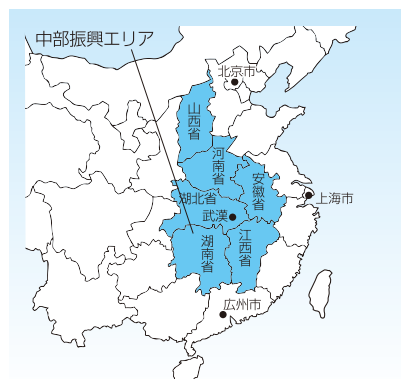 中部振興エリア
北京市
山西省
河南省
安徽省
湖北省
上海市
武漢
湖南省
江西省
広州市